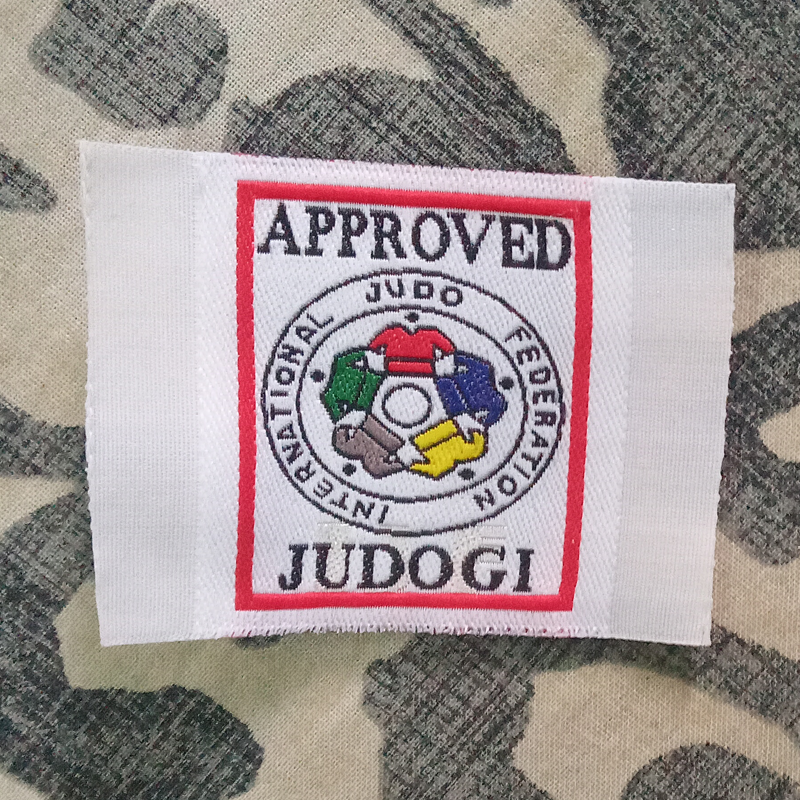 APPROVED
INTERNATIONAL JUDO FEDERATION
JUDOGI